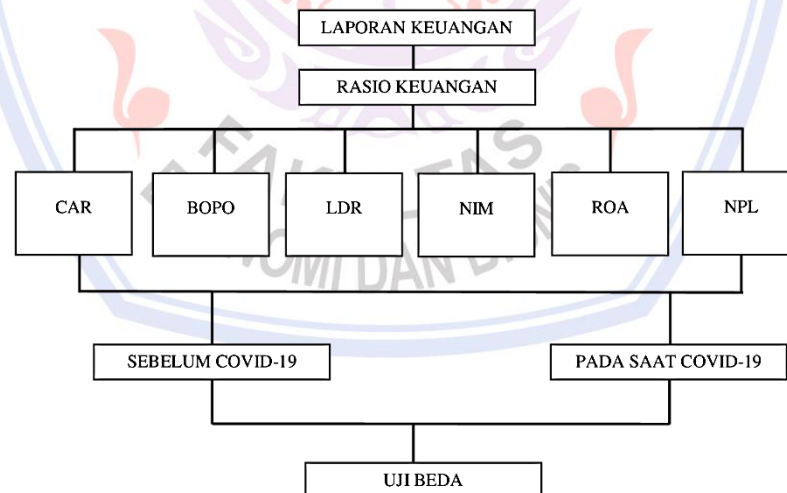 LAPORAN KEUANGAN
RASIO KEUANGAN
CAR
BOPO
LDR
NIM
ROA
NPL
SEBELUM COVID-19
PADA SAAT COVID-19
UJI BEDA